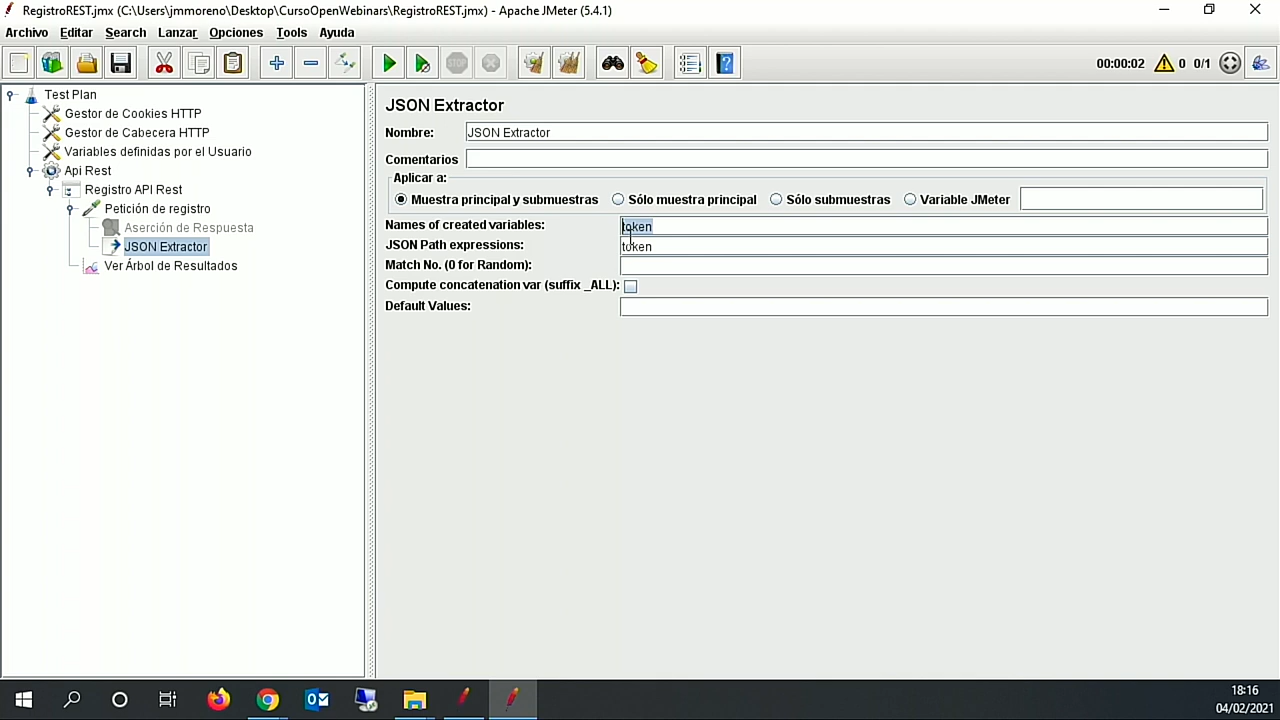 RegistroREST.jmx (C:\Users\jmmoreno\Desktop\CursoOpenWebinars\RegistroREST.jmx) - Apache JMeter (5.4.1)
Archivo Editar Search Lanzar Opciones Tools Ayuda
STOP 00:00:02 0 0/1
Test Plan
Gestor de Cookies HTTP
Gestor de Cabecera HTTP
Variables definidas por el Usuario
Api Rest
Registro API Rest
Petición de registro
Aserción de Respuesta
JSON Extractor
Ver Árbol de Resultados
JSON Extractor
Nombre: JSON Extractor
Comentarios
Aplicar a:
Muestra principal y submuestras Sólo muestra principal Sólo submuestras Variable JMeter
Names of created variables: token
JSON Path expressions: token
Match No. (0 for Random):
Compute concatenation var (suffix _ALL):
Default Values:
18:16
04/02/2021